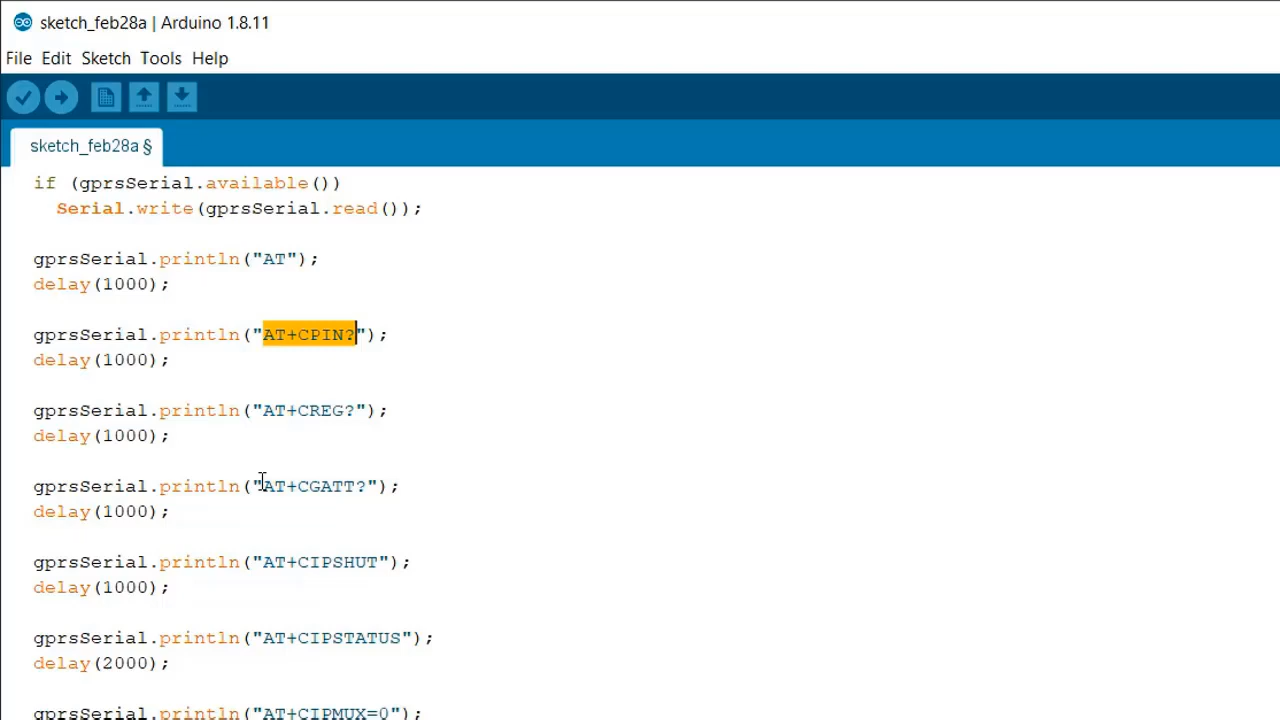 sketch_feb28a | Arduino 1.8.11
File Edit Sketch Tools Help
sketch_feb28a §
if (gprsSerial.available())
Serial.write(gprsSerial.read());
gprsSerial.println("AT");
delay(1000);
gprsSerial.println("AT+CPIN?");
delay(1000);
gprsSerial.println("AT+CREG?");
delay(1000);
gprsSerial.println("AT+CGATT?");
delay(1000);
gprsSerial.println("AT+CIPSHUT");
delay(1000);
gprsSerial.println("AT+CIPSTATUS");
delay(2000);
gprsSerial.println("AT+CIPMUX=0");